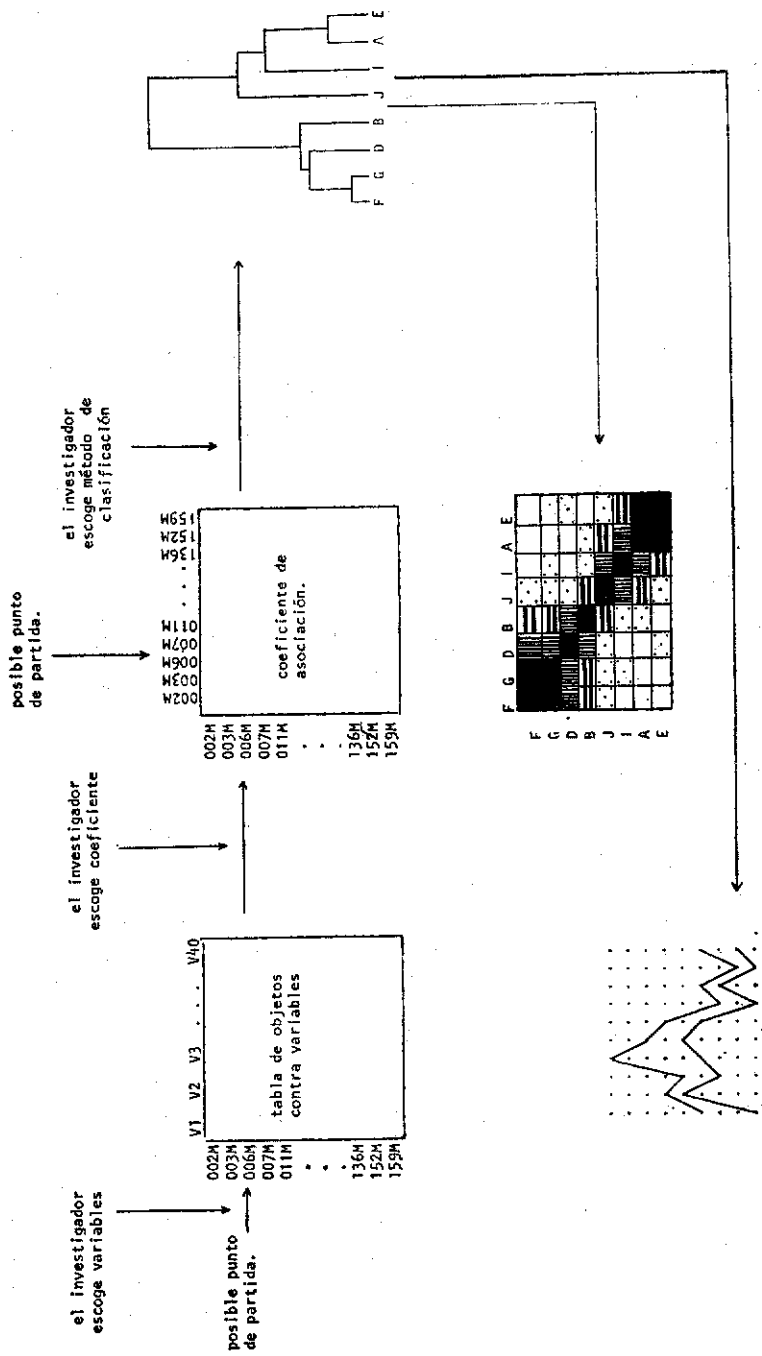 el investigador
escoge variables
posible punto
de partida.
V1 V2 V3 . . . V40
002M
003M
006M
007M
011M
.
.
.
136M
152M
159M
tabla de objetos
contra variables
el investigador
escoge coeficiente
posible punto
de partida.
002M
003M
006M
007M
011M
.
.
.
136M
152M
159M
002M
003M
006M
007M
011M
.
.
.
136M
152M
159M
coeficiente de
asociación.
el investigador
escoge método de
clasificación
F G D B J I A E
F G D B J I A E
F
G
D
B
J
I
A
E